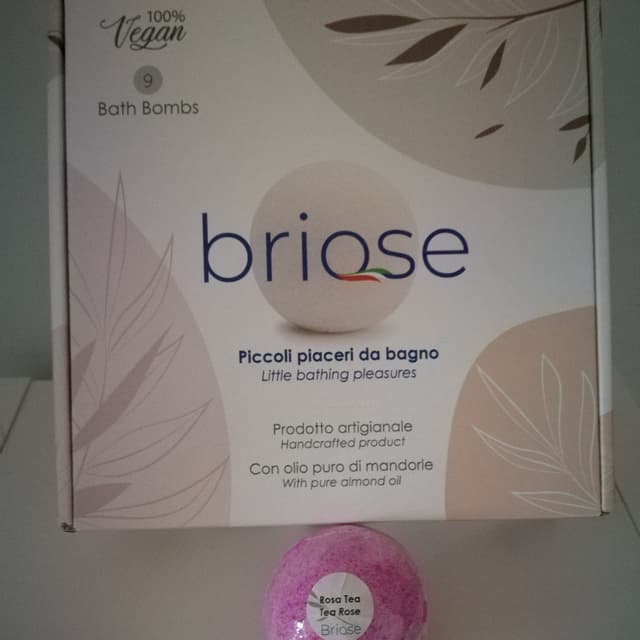 100%
Vegan
9
Bath Bombs
briose
Piccoli piaceri da bagno
Little bathing pleasures
Prodotto artigianale
Handcrafted product
Con olio puro di mandorle
With pure almond oil
Rosa Tea
Tea Rose
Briose